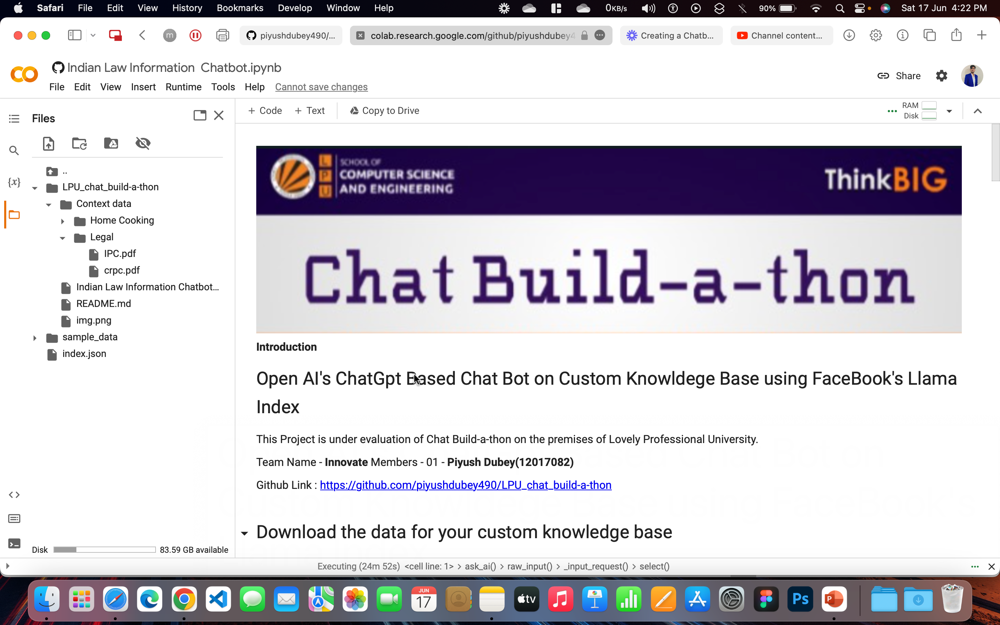 Safari File Edit View History Bookmarks Develop Window Help 0KB/s 90% Sat 17 Jun 4:22 PM
m piyushdubey490/... colab.research.google.com/github/piyushdubey4 Creating a Chatb... Channel content...
Indian Law Information Chatbot.ipynb
File Edit View Insert Runtime Tools Help Cannot save changes
Share
Files
+ Code + Text Copy to Drive
RAM
Disk
..
{x}
LPU_chat_build-a-thon
Context data
Home Cooking
Legal
IPC.pdf
crpc.pdf
Indian Law Information Chatbot...
README.md
img.png
sample_data
index.json
Disk 83.59 GB available
LPU
SCHOOL OF
COMPUTER SCIENCE
AND ENGINEERING
ThinkBIG
Chat Build-a-thon
Introduction
Open AI's ChatGpt Based Chat Bot on Custom Knowldege Base using FaceBook's Llama
Index
This Project is under evaluation of Chat Build-a-thon on the premises of Lovely Professional University.
Team Name - Innovate Members - 01 - Piyush Dubey(12017082)
Github Link : https://github.com/piyushdubey490/LPU_chat_build-a-thon
Download the data for your custom knowledge base
Executing (24m 52s) <cell line: 1> > ask_ai() > raw_input() > _input_request() > select()
JUN
17
tv
Ps
P